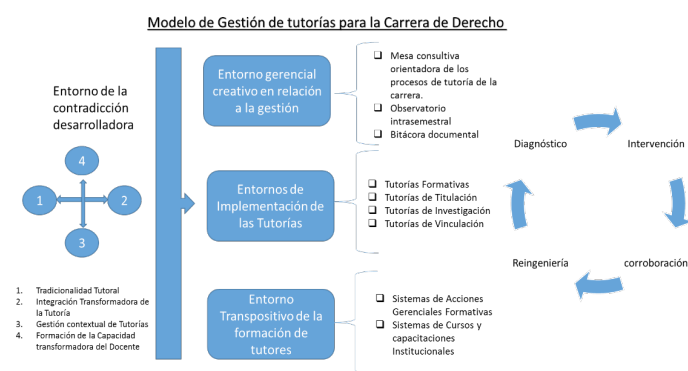 Modelo de Gestión de tutorías para la Carrera de Derecho
Entorno de la
contradicción
desarrolladora
4
1
2
3
1. Tradicionalidad Tutoral
2. Integración Transformadora de
la Tutoría
3. Gestión contextual de Tutorías
4. Formación de la Capacidad
transformadora del Docente
Entorno gerencial
creativo en relación
a la gestión
Mesa consultiva
orientadora de los
procesos de tutoría de la
carrera.
Observatorio
intrasemestral
Bitácora documental
Entornos de
Implementación de
las Tutorías
Tutorías Formativas
Tutorías de Titulación
Tutorías de Investigación
Tutorías de Vinculación
Entorno
Transpositivo de la
formación de
tutores
Sistemas de Acciones
Gerenciales Formativas
Sistemas de Cursos y
capacitaciones
Institucionales
Diagnóstico
Intervención
Reingeniería
corroboración